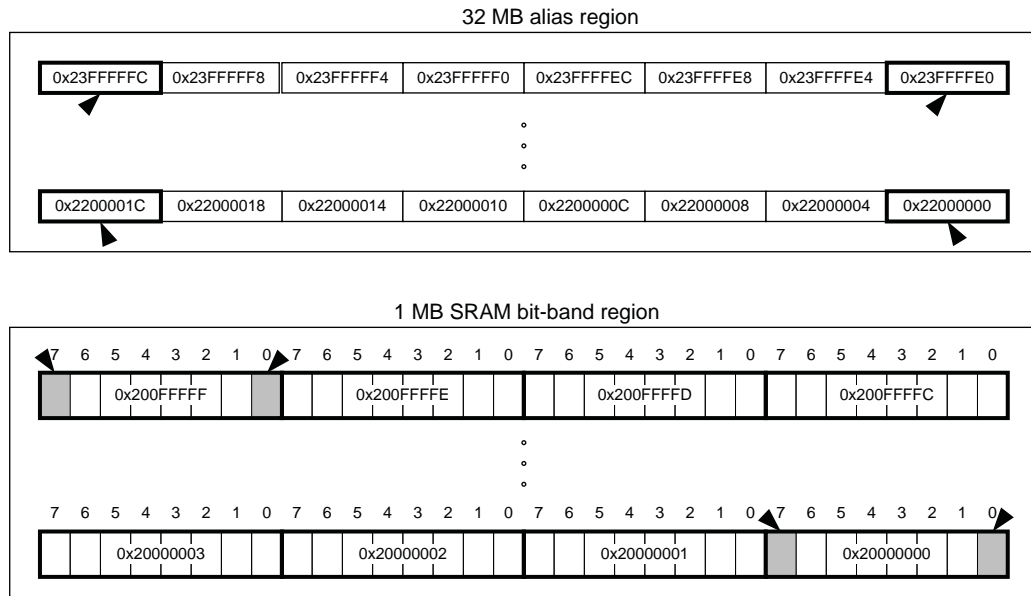 32 MB alias region
0x23FFFFFC 0x23FFFFF8 0x23FFFFF4 0x23FFFFF0 0x23FFFFEC 0x23FFFFE8 0x23FFFFE4 0x23FFFFE0
0x2200001C 0x22000018 0x22000014 0x22000010 0x2200000C 0x22000008 0x22000004 0x22000000
1 MB SRAM bit-band region
7 6 5 4 3 2 1 0 7 6 5 4 3 2 1 0 7 6 5 4 3 2 1 0 7 6 5 4 3 2 1 0
0x200FFFFF 0x200FFFFE 0x200FFFFD 0x200FFFFC
7 6 5 4 3 2 1 0 7 6 5 4 3 2 1 0 7 6 5 4 3 2 1 0 7 6 5 4 3 2 1 0
0x20000003 0x20000002 0x20000001 0x20000000